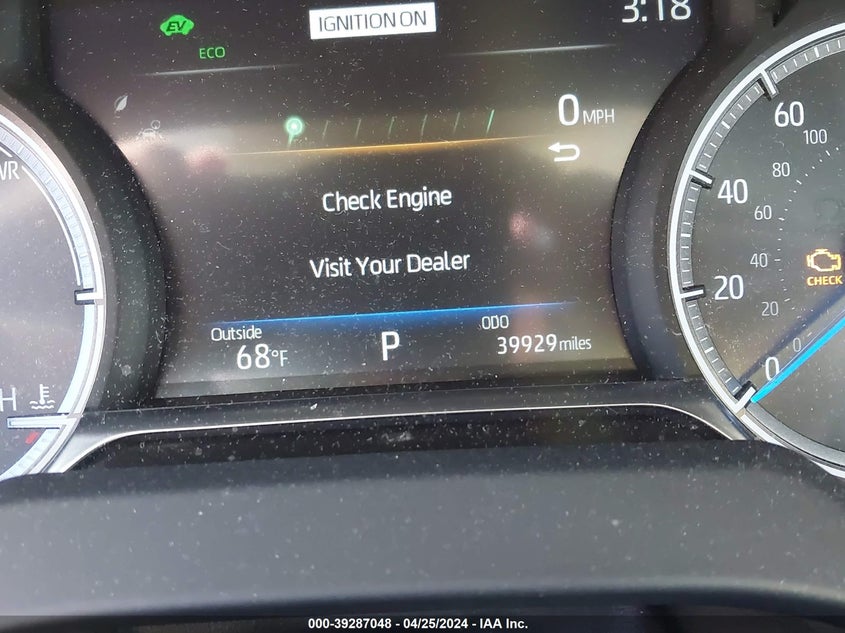 EV
IGNITION ON
3:18
ECO
0 MPH
Check Engine
Visit Your Dealer
Outside
68°F
P
ODO
39929 miles
H
60
100
80
40
60
40
20
20
0
0
CHECK
000-39287048 - 04/25/2024 - IAA Inc.